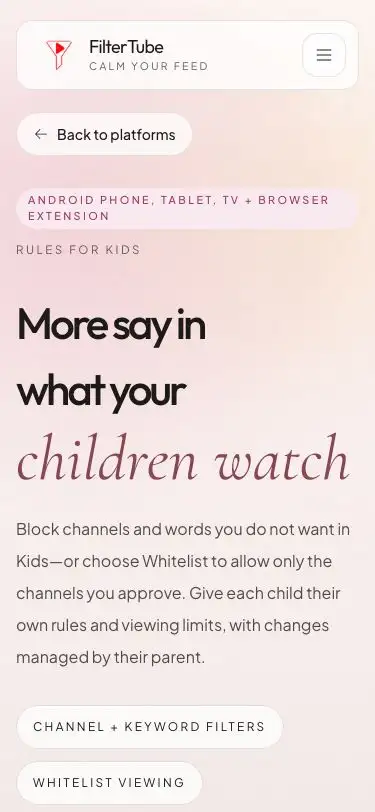 FilterTube
CALM YOUR FEED
← Back to platforms
ANDROID PHONE, TABLET, TV + BROWSER
EXTENSION
RULES FOR KIDS
More say in
what your
children watch
Block channels and words you do not want in
Kids—or choose Whitelist to allow only the
channels you approve. Give each child their
own rules and viewing limits, with changes
managed by their parent.
CHANNEL + KEYWORD FILTERS
WHITELIST VIEWING